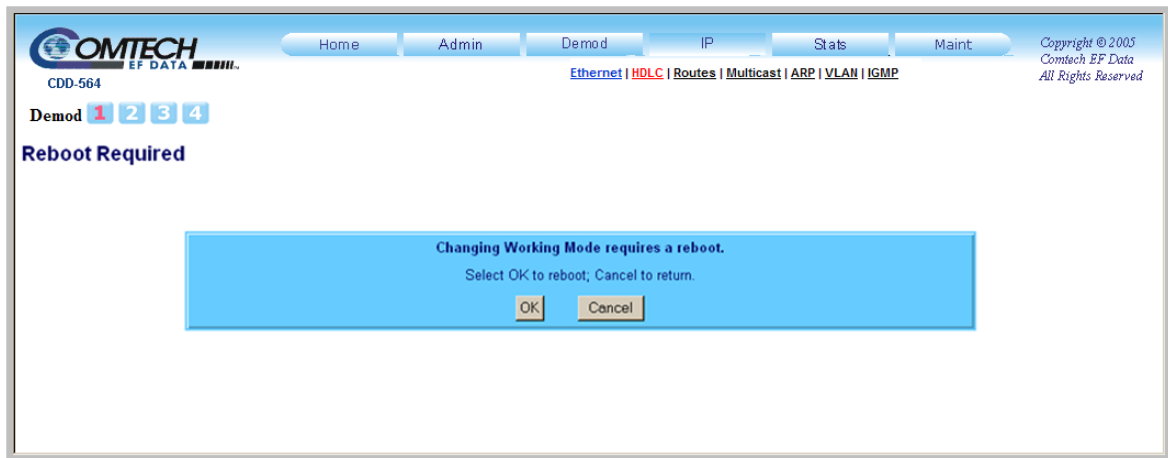 COMTECH
EF DATA
CDD-564
Home Admin Demod IP Stats Maint
Ethernet | HDLC | Routes | Multicast | ARP | VLAN | IGMP
Copyright © 2005
Comtech EF Data
All Rights Reserved
Demod 1 2 3 4
Reboot Required
Changing Working Mode requires a reboot.
Select OK to reboot; Cancel to return.
OK Cancel